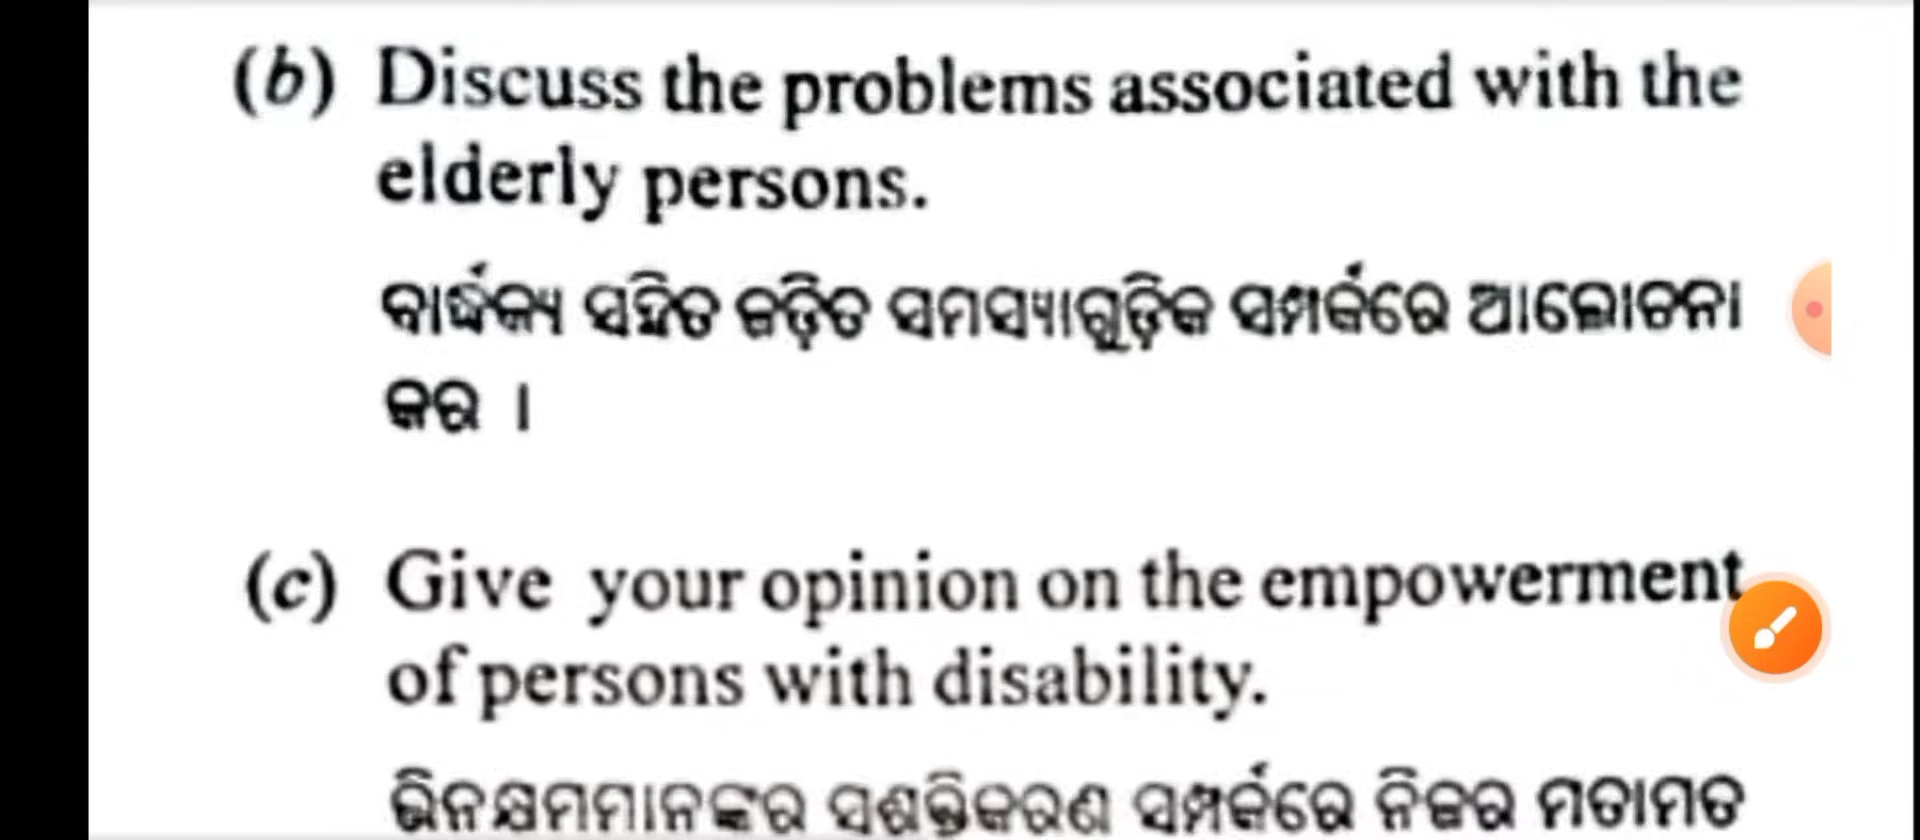 (b) Discuss the problems associated with the
elderly persons.
ବାର୍ଦ୍ଧକ୍ୟ ସହିତ ଜଡ଼ିତ ସମସ୍ୟାଗୁଡ଼ିକ ସମ୍ପର୍କରେ ଆଲୋଚନା
କର ।
(c) Give your opinion on the empowerment
of persons with disability.
ଭିନକ୍ଷମମାନଙ୍କର ସଶକ୍ତିକରଣ ସମ୍ପର୍କରେ ନିଜର ମତାମତ